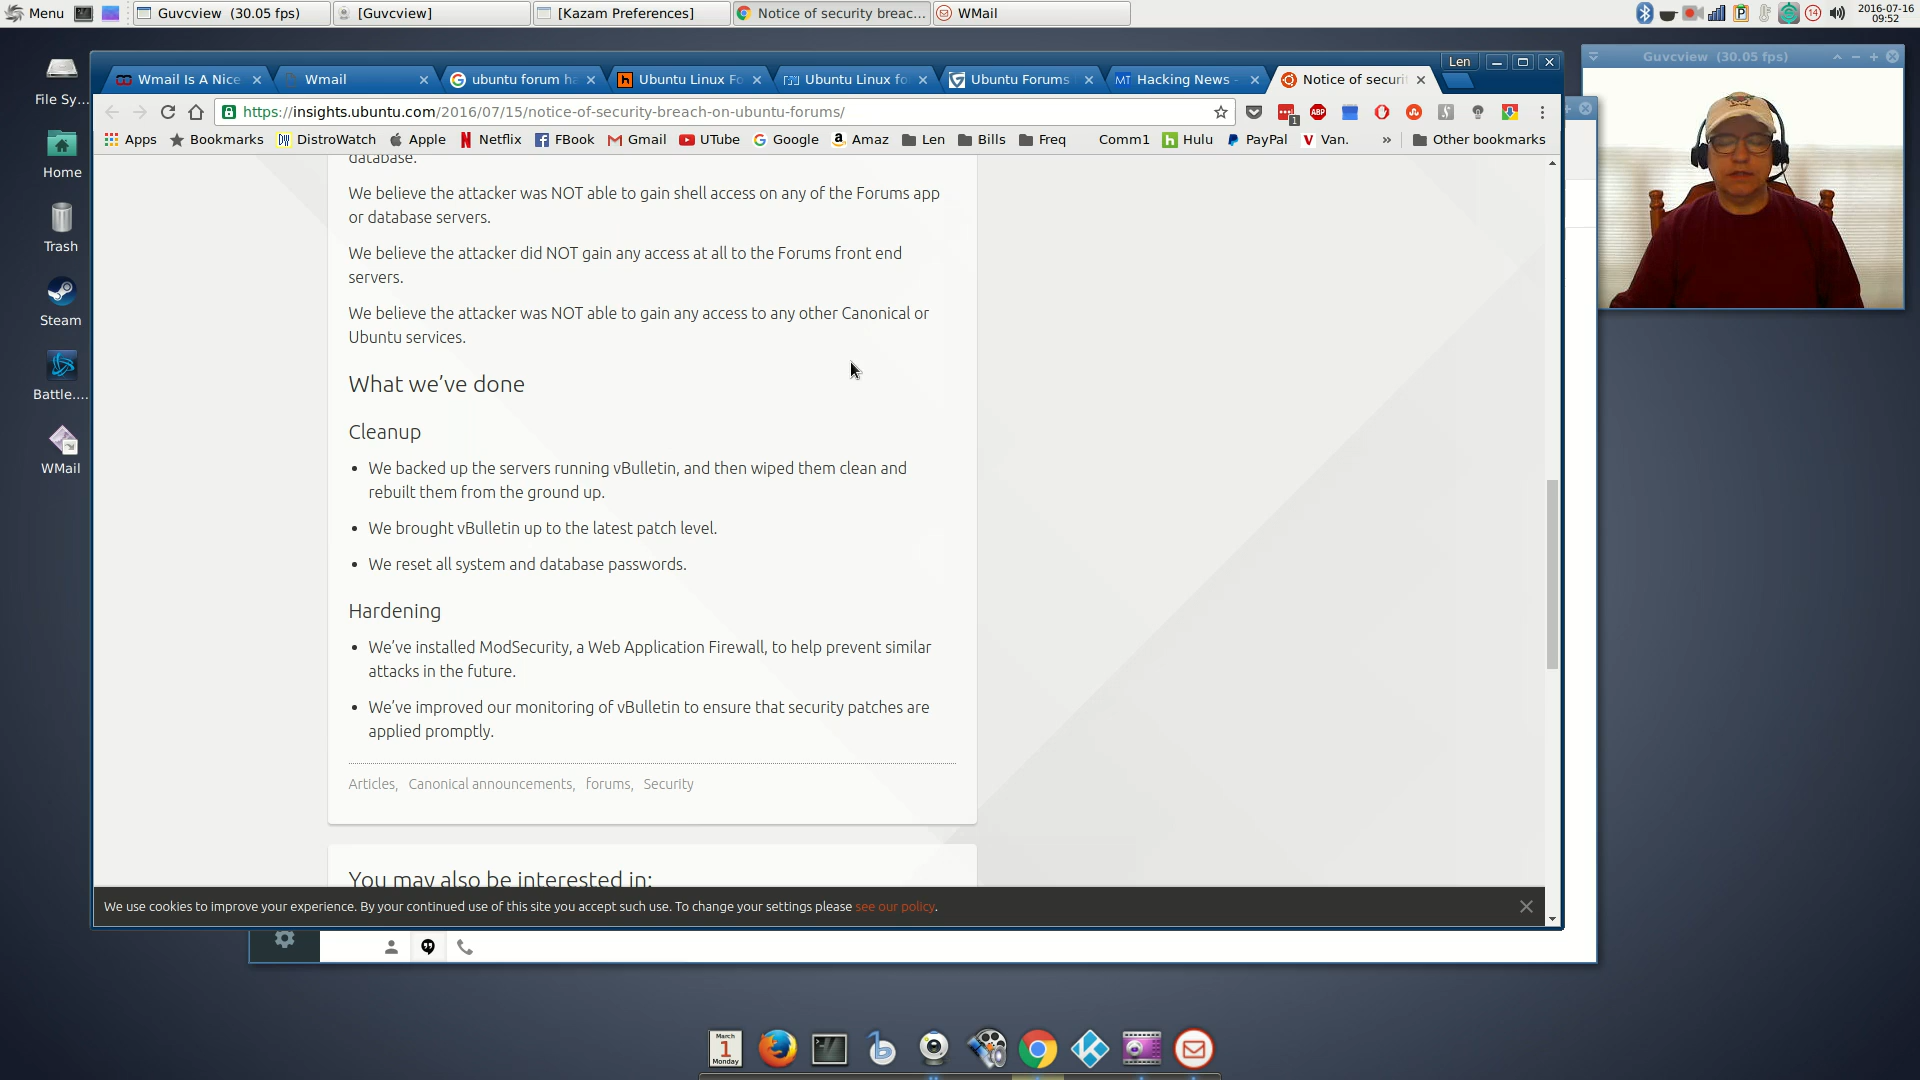 Menu
Guvcview (30.05 fps)
[Guvcview]
[Kazam Preferences]
Notice of security breac...
WMail
14
2016-07-16
09:52
File Sy...
Home
Trash
Steam
Battle....
WMail
Guvcview (30.05 fps)
Len
Wmail Is A Nice
Wmail
ubuntu forum ha
Ubuntu Linux Fo
Ubuntu Linux fo
Ubuntu Forums
Hacking News -
Notice of securi
https://insights.ubuntu.com/2016/07/15/notice-of-security-breach-on-ubuntu-forums/
1
ABP
Apps
Bookmarks
DistroWatch
Apple
Netflix
FBook
Gmail
UTube
Google
Amaz
Len
Bills
Freq
Comm1
Hulu
PayPal
Van.
»
Other bookmarks
database.
We believe the attacker was NOT able to gain shell access on any of the Forums app
or database servers.
We believe the attacker did NOT gain any access at all to the Forums front end
servers.
We believe the attacker was NOT able to gain any access to any other Canonical or
Ubuntu services.
What we’ve done
Cleanup
• We backed up the servers running vBulletin, and then wiped them clean and
rebuilt them from the ground up.
• We brought vBulletin up to the latest patch level.
• We reset all system and database passwords.
Hardening
• We’ve installed ModSecurity, a Web Application Firewall, to help prevent similar
attacks in the future.
• We’ve improved our monitoring of vBulletin to ensure that security patches are
applied promptly.
Articles, Canonical announcements, forums, Security
You may also be interested in:
We use cookies to improve your experience. By your continued use of this site you accept such use. To change your settings please see our policy.
March
1
Monday